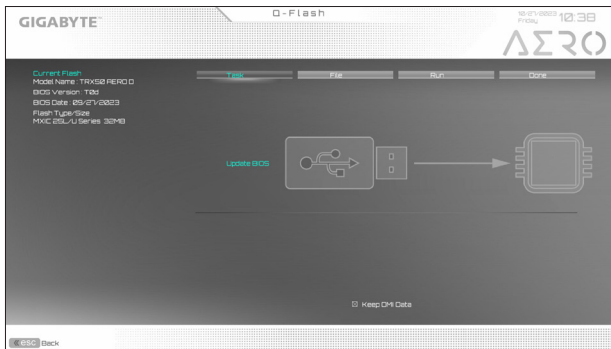 GIGABYTE™
Q-Flash
10/27/2023
Friday
10:38
AERO
Current Flash
Model Name : TRX50 AERO D
BIOS Version : T0d
BIOS Date : 09/27/2023
Flash Type/Size
MXIC 25L/U Series 32MB
Task
File
Run
Done
Update BIOS
Keep DMI Data
esc Back